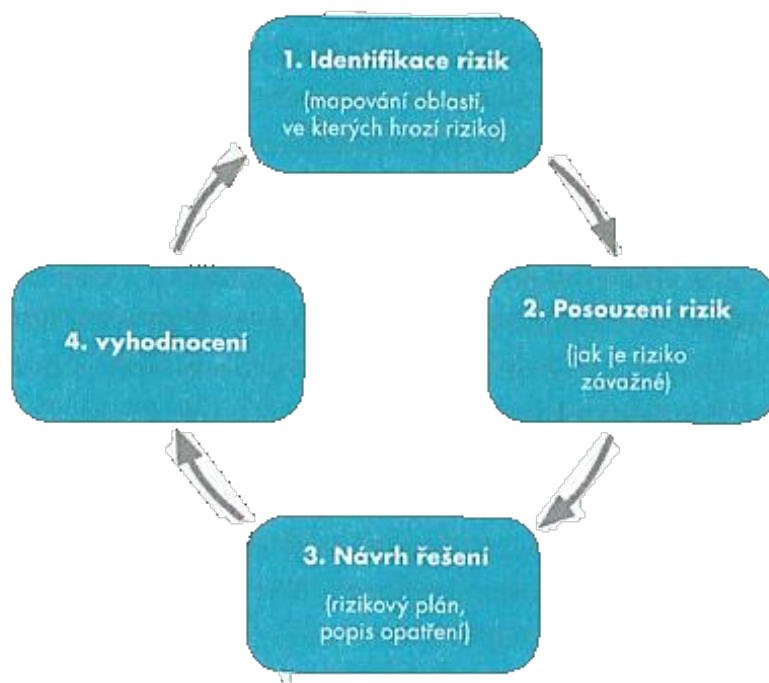 1. Identifikace rizik
(mapování oblastí,
ve kterých hrozí riziko)
2. Posouzení rizik
(jak je riziko
závažné)
3. Návrh řešení
(rizikový plán,
popis opatření)
4. vyhodnocení